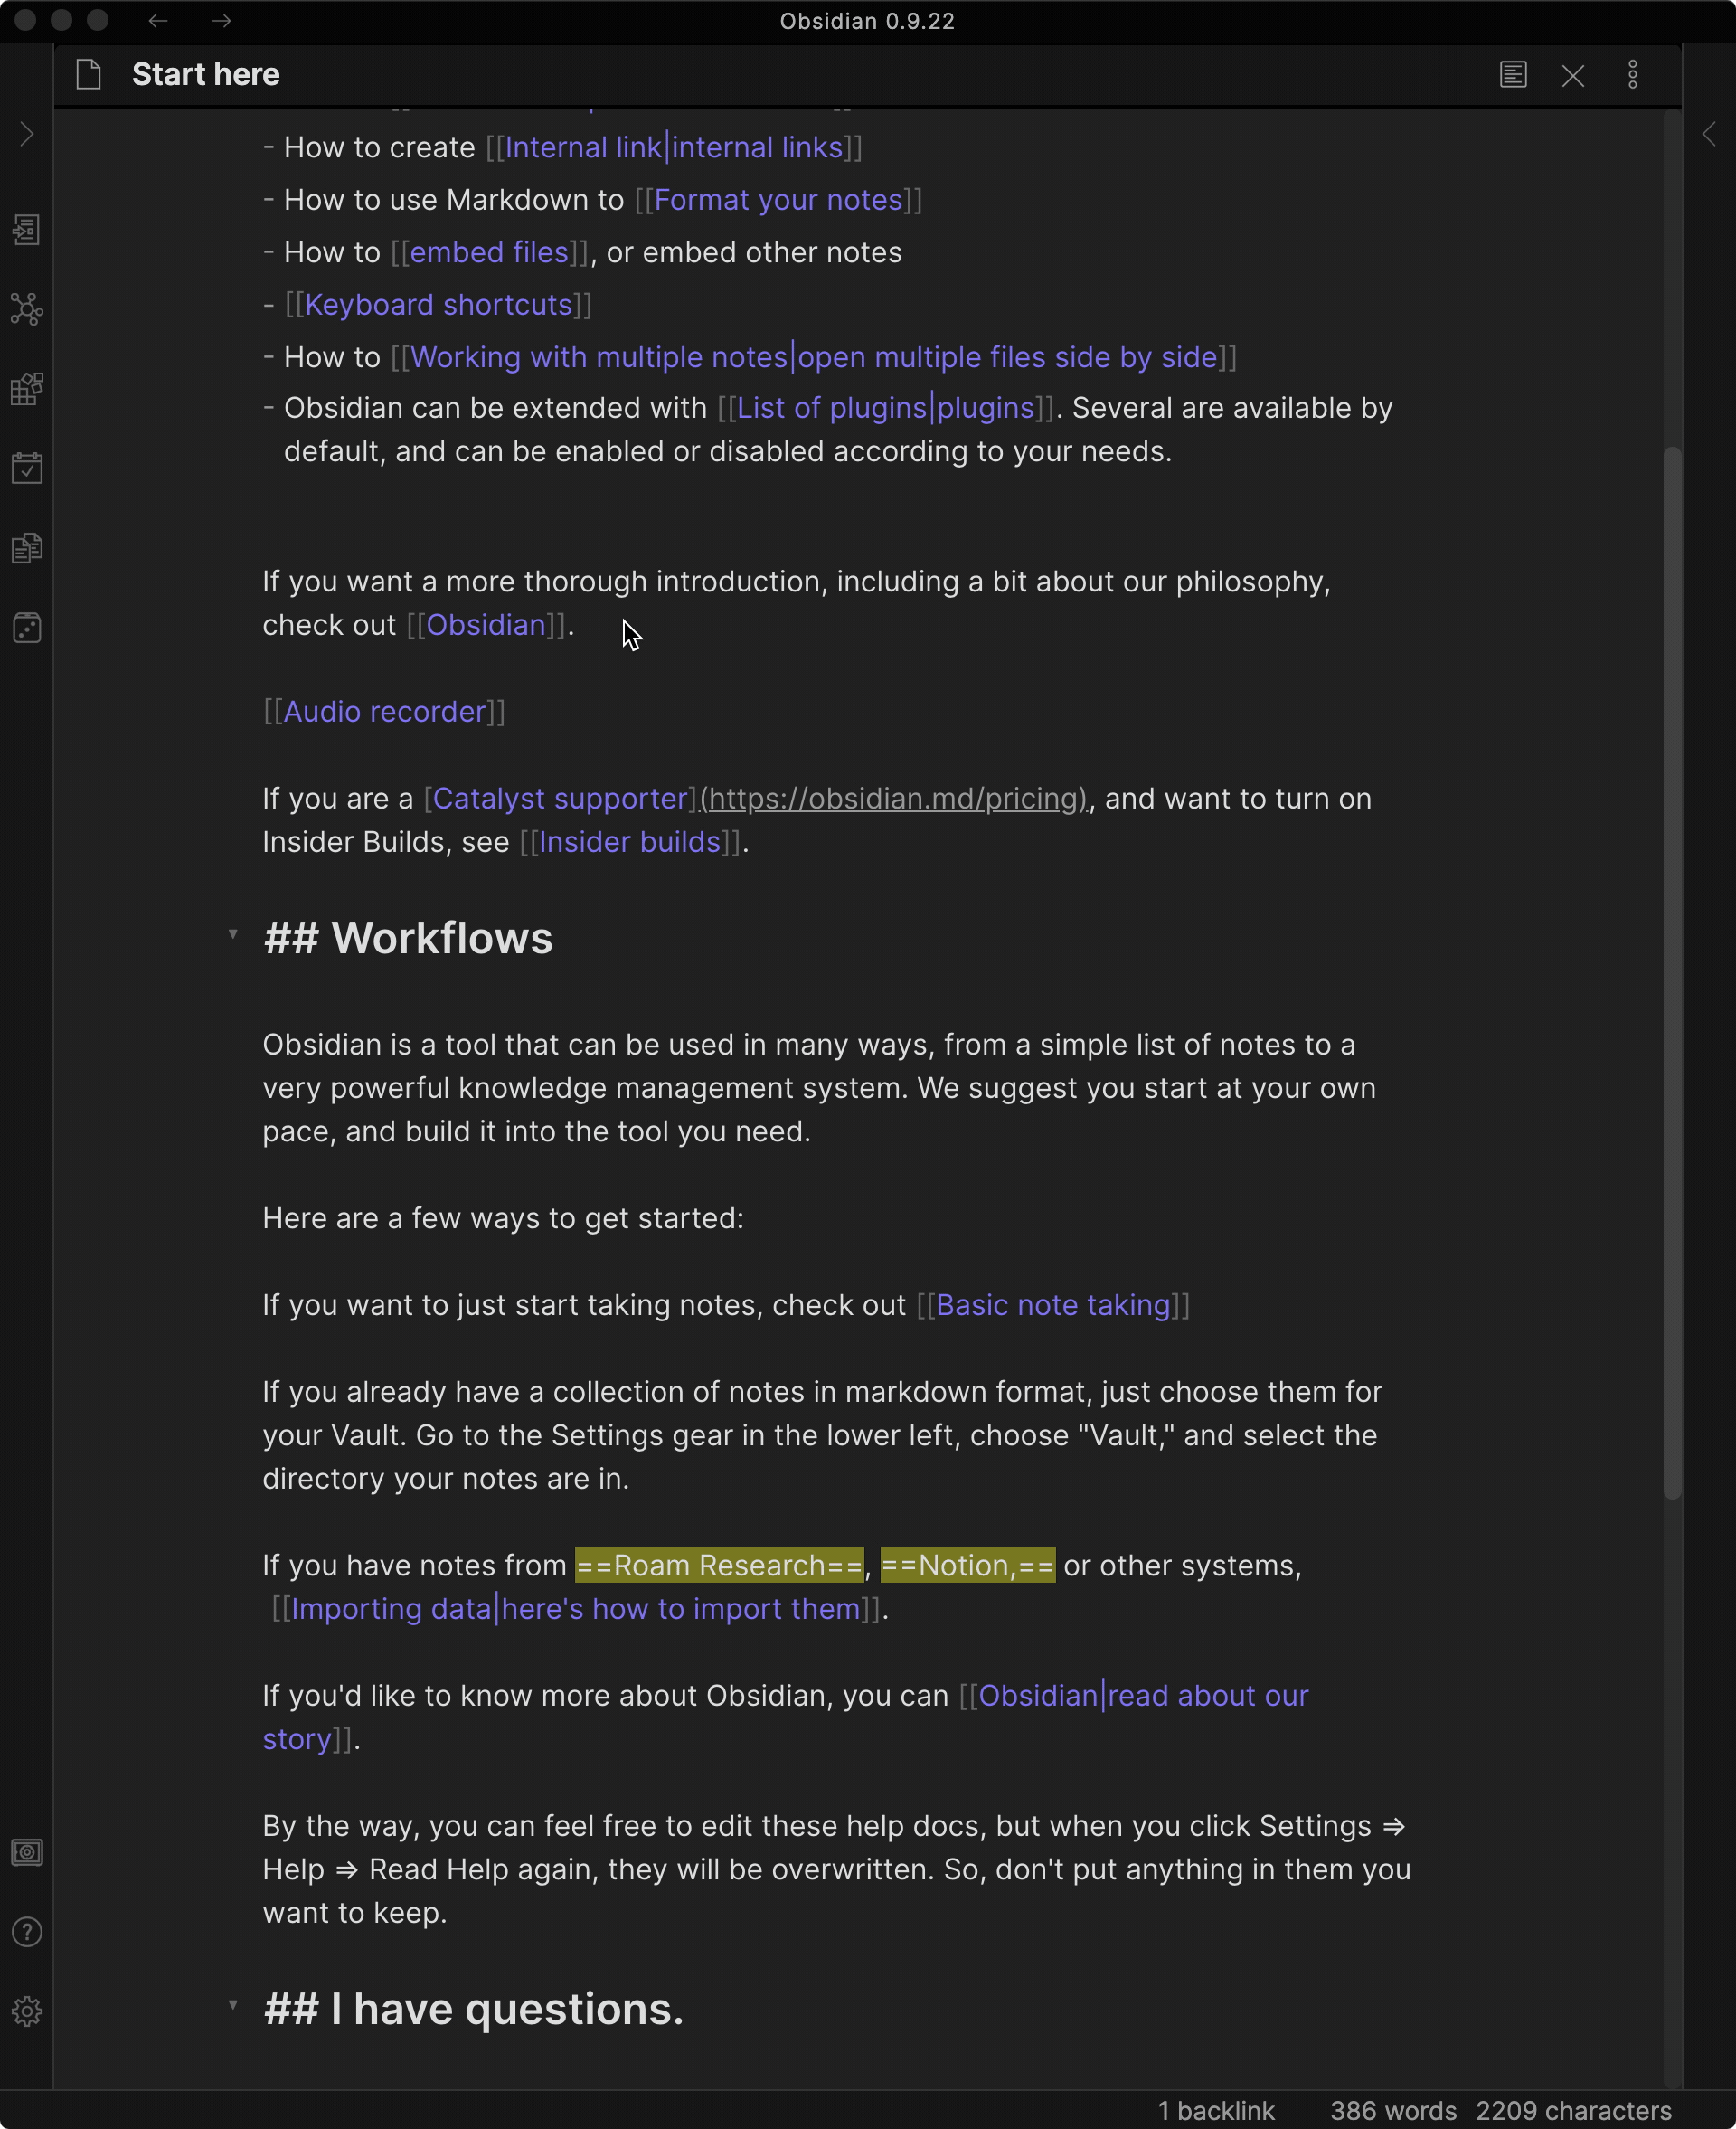 Obsidian 0.9.22
Start here
- How to create [[Internal link|internal links]]
- How to use Markdown to [[Format your notes]]
- How to [[embed files]], or embed other notes
- [[Keyboard shortcuts]]
- How to [[Working with multiple notes|open multiple files side by side]]
- Obsidian can be extended with [[List of plugins|plugins]]. Several are available by
default, and can be enabled or disabled according to your needs.
If you want a more thorough introduction, including a bit about our philosophy,
check out [[Obsidian]].
[[Audio recorder]]
If you are a [Catalyst supporter](https://obsidian.md/pricing), and want to turn on
Insider Builds, see [[Insider builds]].
## Workflows
Obsidian is a tool that can be used in many ways, from a simple list of notes to a
very powerful knowledge management system. We suggest you start at your own
pace, and build it into the tool you need.
Here are a few ways to get started:
If you want to just start taking notes, check out [[Basic note taking]]
If you already have a collection of notes in markdown format, just choose them for
your Vault. Go to the Settings gear in the lower left, choose "Vault," and select the
directory your notes are in.
If you have notes from ==Roam Research==, ==Notion,== or other systems,
[[Importing data|here's how to import them]].
If you'd like to know more about Obsidian, you can [[Obsidian|read about our
story]].
By the way, you can feel free to edit these help docs, but when you click Settings ⇒
Help ⇒ Read Help again, they will be overwritten. So, don't put anything in them you
want to keep.
## I have questions.
1 backlink 386 words 2209 characters